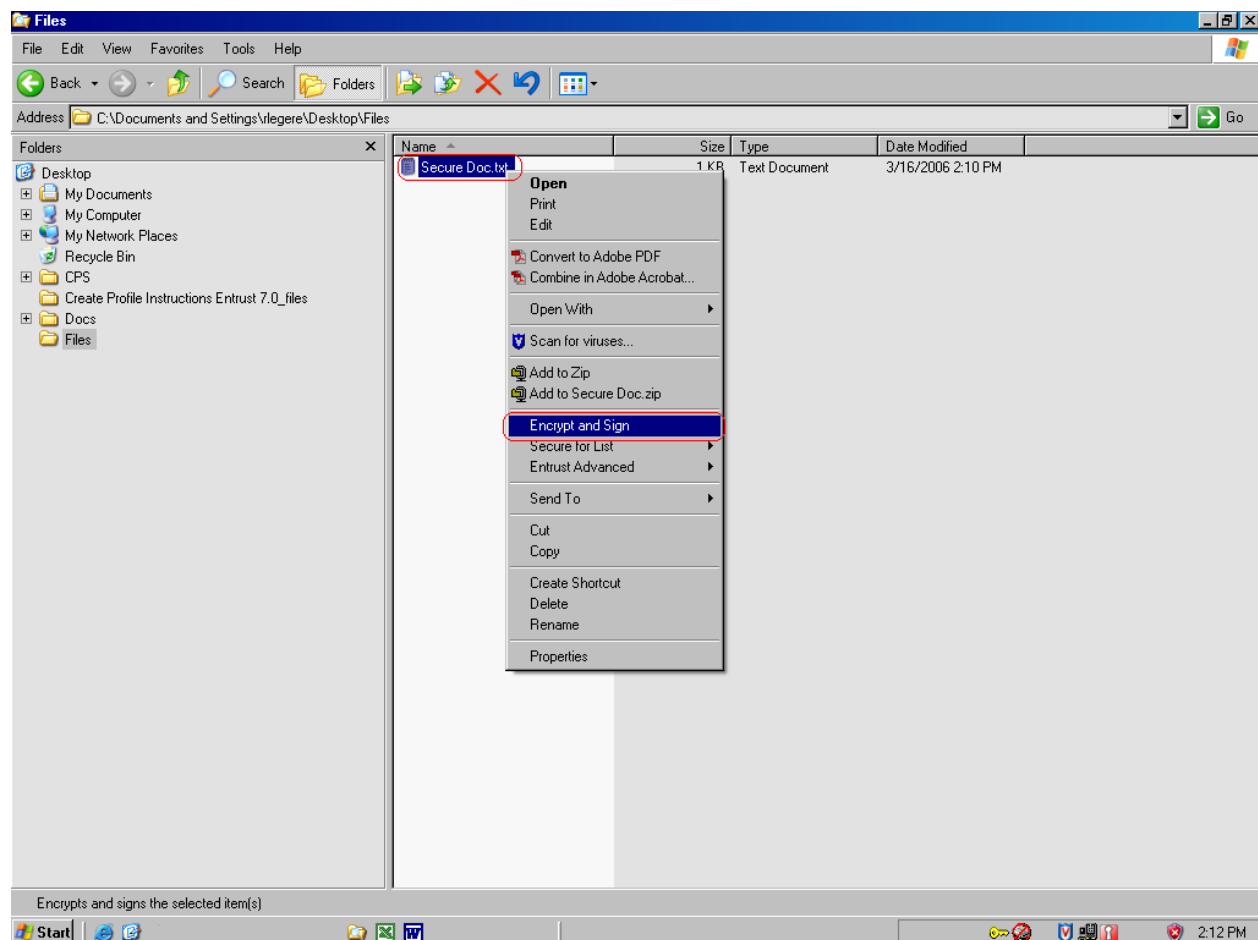 Files
File Edit View Favorites Tools Help
Back Search Folders
Address C:\Documents and Settings\rlegere\Desktop\Files Go
Folders
Desktop
My Documents
My Computer
My Network Places
Recycle Bin
CPS
Create Profile Instructions Entrust 7.0_files
Docs
Files
Name Size Type Date Modified
Secure Doc.txt 1 KB Text Document 3/16/2006 2:10 PM
Open
Print
Edit
Convert to Adobe PDF
Combine in Adobe Acrobat...
Open With
Scan for viruses...
Add to Zip
Add to Secure Doc.zip
Encrypt and Sign
Secure for List
Entrust Advanced
Send To
Cut
Copy
Create Shortcut
Delete
Rename
Properties
Encrypts and signs the selected item(s)
Start 2:12 PM